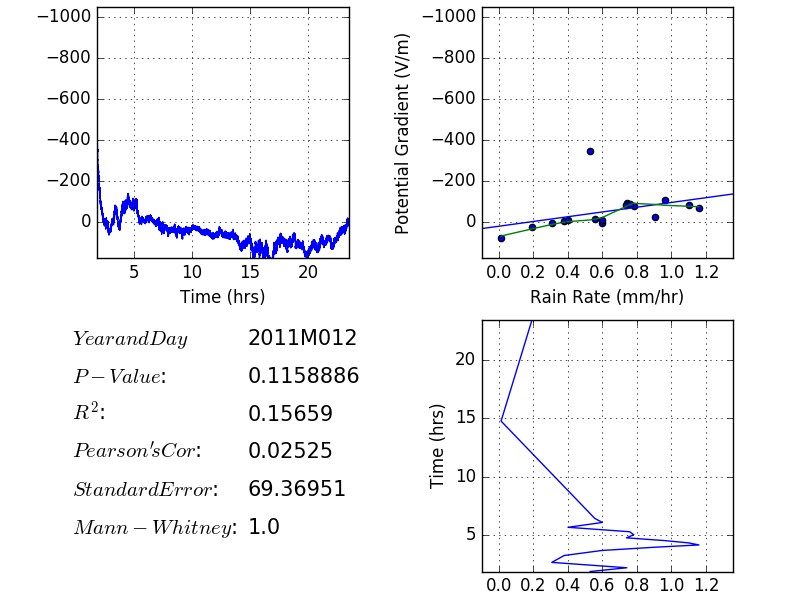 −1000
−800
−600
−400
−200
0
5 10 15 20
Time (hrs)
Potential Gradient (V/m)
−1000
−800
−600
−400
−200
0
0.0 0.2 0.4 0.6 0.8 1.0 1.2
Rain Rate (mm/hr)
YearandDay 2011M012
P−Value: 0.1158886
R²: 0.15659
Pearson'sCor: 0.02525
StandardError: 69.36951
Mann−Whitney: 1.0
Time (hrs)
20
15
10
5
0.0 0.2 0.4 0.6 0.8 1.0 1.2